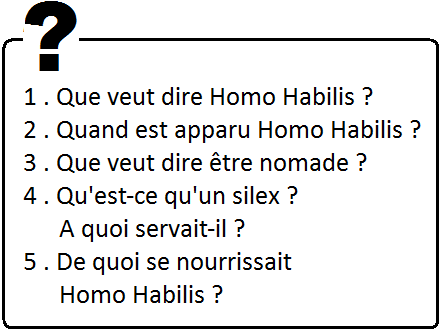 ?
1 . Que veut dire Homo Habilis ?
2 . Quand est apparu Homo Habilis ?
3 . Que veut dire être nomade ?
4 . Qu'est-ce qu'un silex ?
A quoi servait-il ?
5 . De quoi se nourrissait
Homo Habilis ?